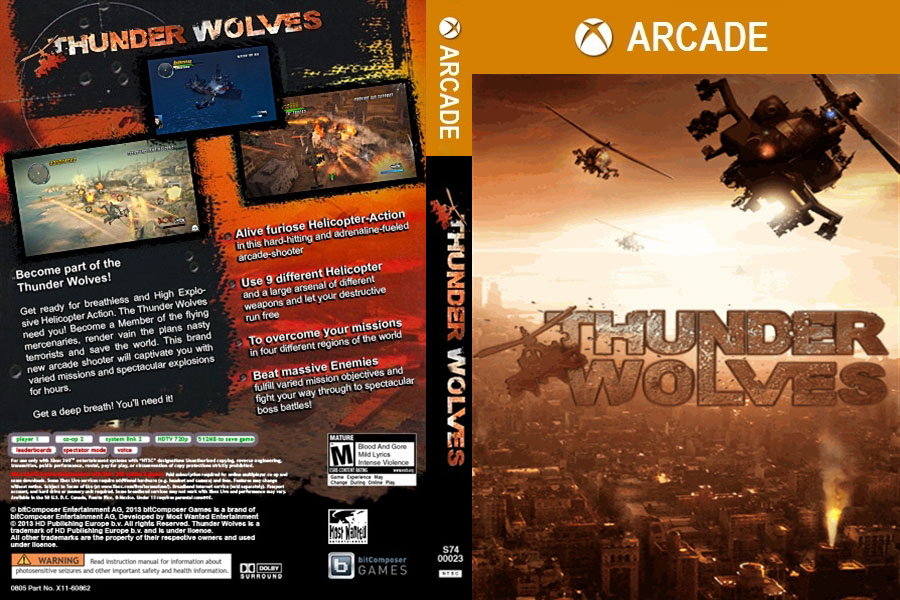 THUNDER WOLVES
Become part of the
Thunder Wolves!
Get ready for breathless and High Explo-
sive Helicopter Action. The Thunder Wolves
need you! Become a Member of the flying
mercenaries, render vain the plans nasty
terrorists and save the world. This brand
new arcade shooter will captivate you with
varied missions and spectacular explosions
for hours.
Get a deep breath! You'll need it!
Alive furiose Helicopter-Action
in this hard-hitting and adrenaline-fueled
arcade-shooter
Use 9 different Helicopter
and a large arsenal of different
weapons and let your destructive
run free
To overcome your missions
in four different regions of the world
Beat massive Enemies
fulfill varied mission objectives and
fight your way through to spectacular
boss battles!
player 1 co-op 2 system link 2 HDTV 720p 512MB to save game
leaderboards spectator mode voice
MATURE
M
Blood And Gore
Mild Lyrics
Intense Violence
Game Experience May
Change During Online Play
© bitComposer Entertainment AG, 2013 bitComposer Games is a brand of
bitComposer Entertainment AG, Developed by Most Wanted Entertainment
© 2013 HD Publishing Europe b.v. All rights Reserved. Thunder Wolves is a
trademark of HD Publishing Europe b.v. and is under licence.
All other trademarks are the property of their respective owners and used
under licence.
Most Wanted
ENTERTAINMENT
WARNING Read instruction manual for information about
photosensitive seizures and other important safety and health information.
DOLBY
SURROUND
b bitComposer
GAMES
0805 Part No. X11-60862
ARCADE
THUNDER WOLVES
S74
00023
NTSC
ARCADE
THUNDER
WOLVES